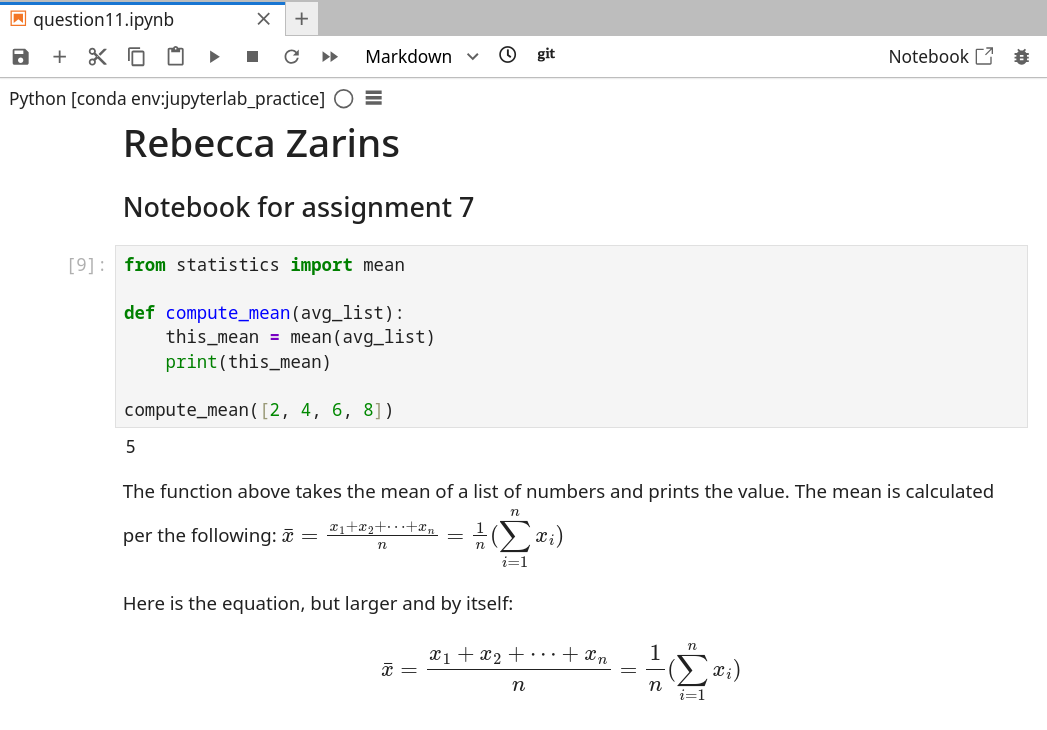 question11.ipynb
Markdown
git
Notebook
Python [conda env:jupyterlab_practice]
Rebecca Zarins
Notebook for assignment 7
[9]:
from statistics import mean
def compute_mean(avg_list):
    this_mean = mean(avg_list)
    print(this_mean)
compute_mean([2, 4, 6, 8])
5
The function above takes the mean of a list of numbers and prints the value. The mean is calculated
per the following: $\bar{x} = \frac{x_1+x_2+\cdots+x_n}{n} = \frac{1}{n}(\sum\limits_{i=1}^{n} x_i)$
Here is the equation, but larger and by itself:
$\bar{x} = \frac{x_1+x_2+\cdots+x_n}{n} = \frac{1}{n}(\sum\limits_{i=1}^{n} x_i)$